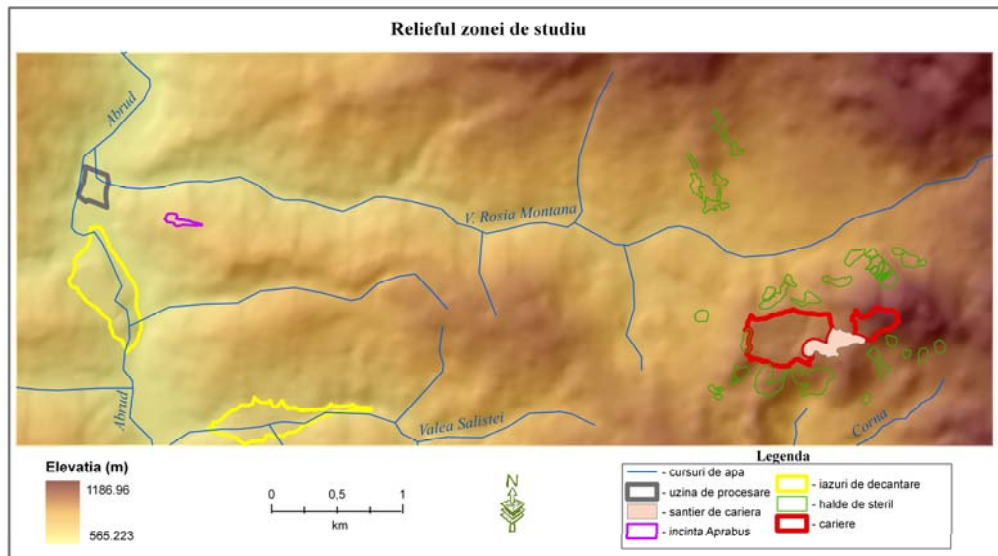 Relieful zonei de studiu
Abrud
V. Rosia Montana
Abrud
Valea Salistei
Corna
Elevatia (m)
1186.96
565.223
0 0,5 1
km
N
Legenda
- cursuri de apa
- uzina de procesare
- santier de cariera
- incinta Aprabus
- iazuri de decantare
- halde de steril
- cariere